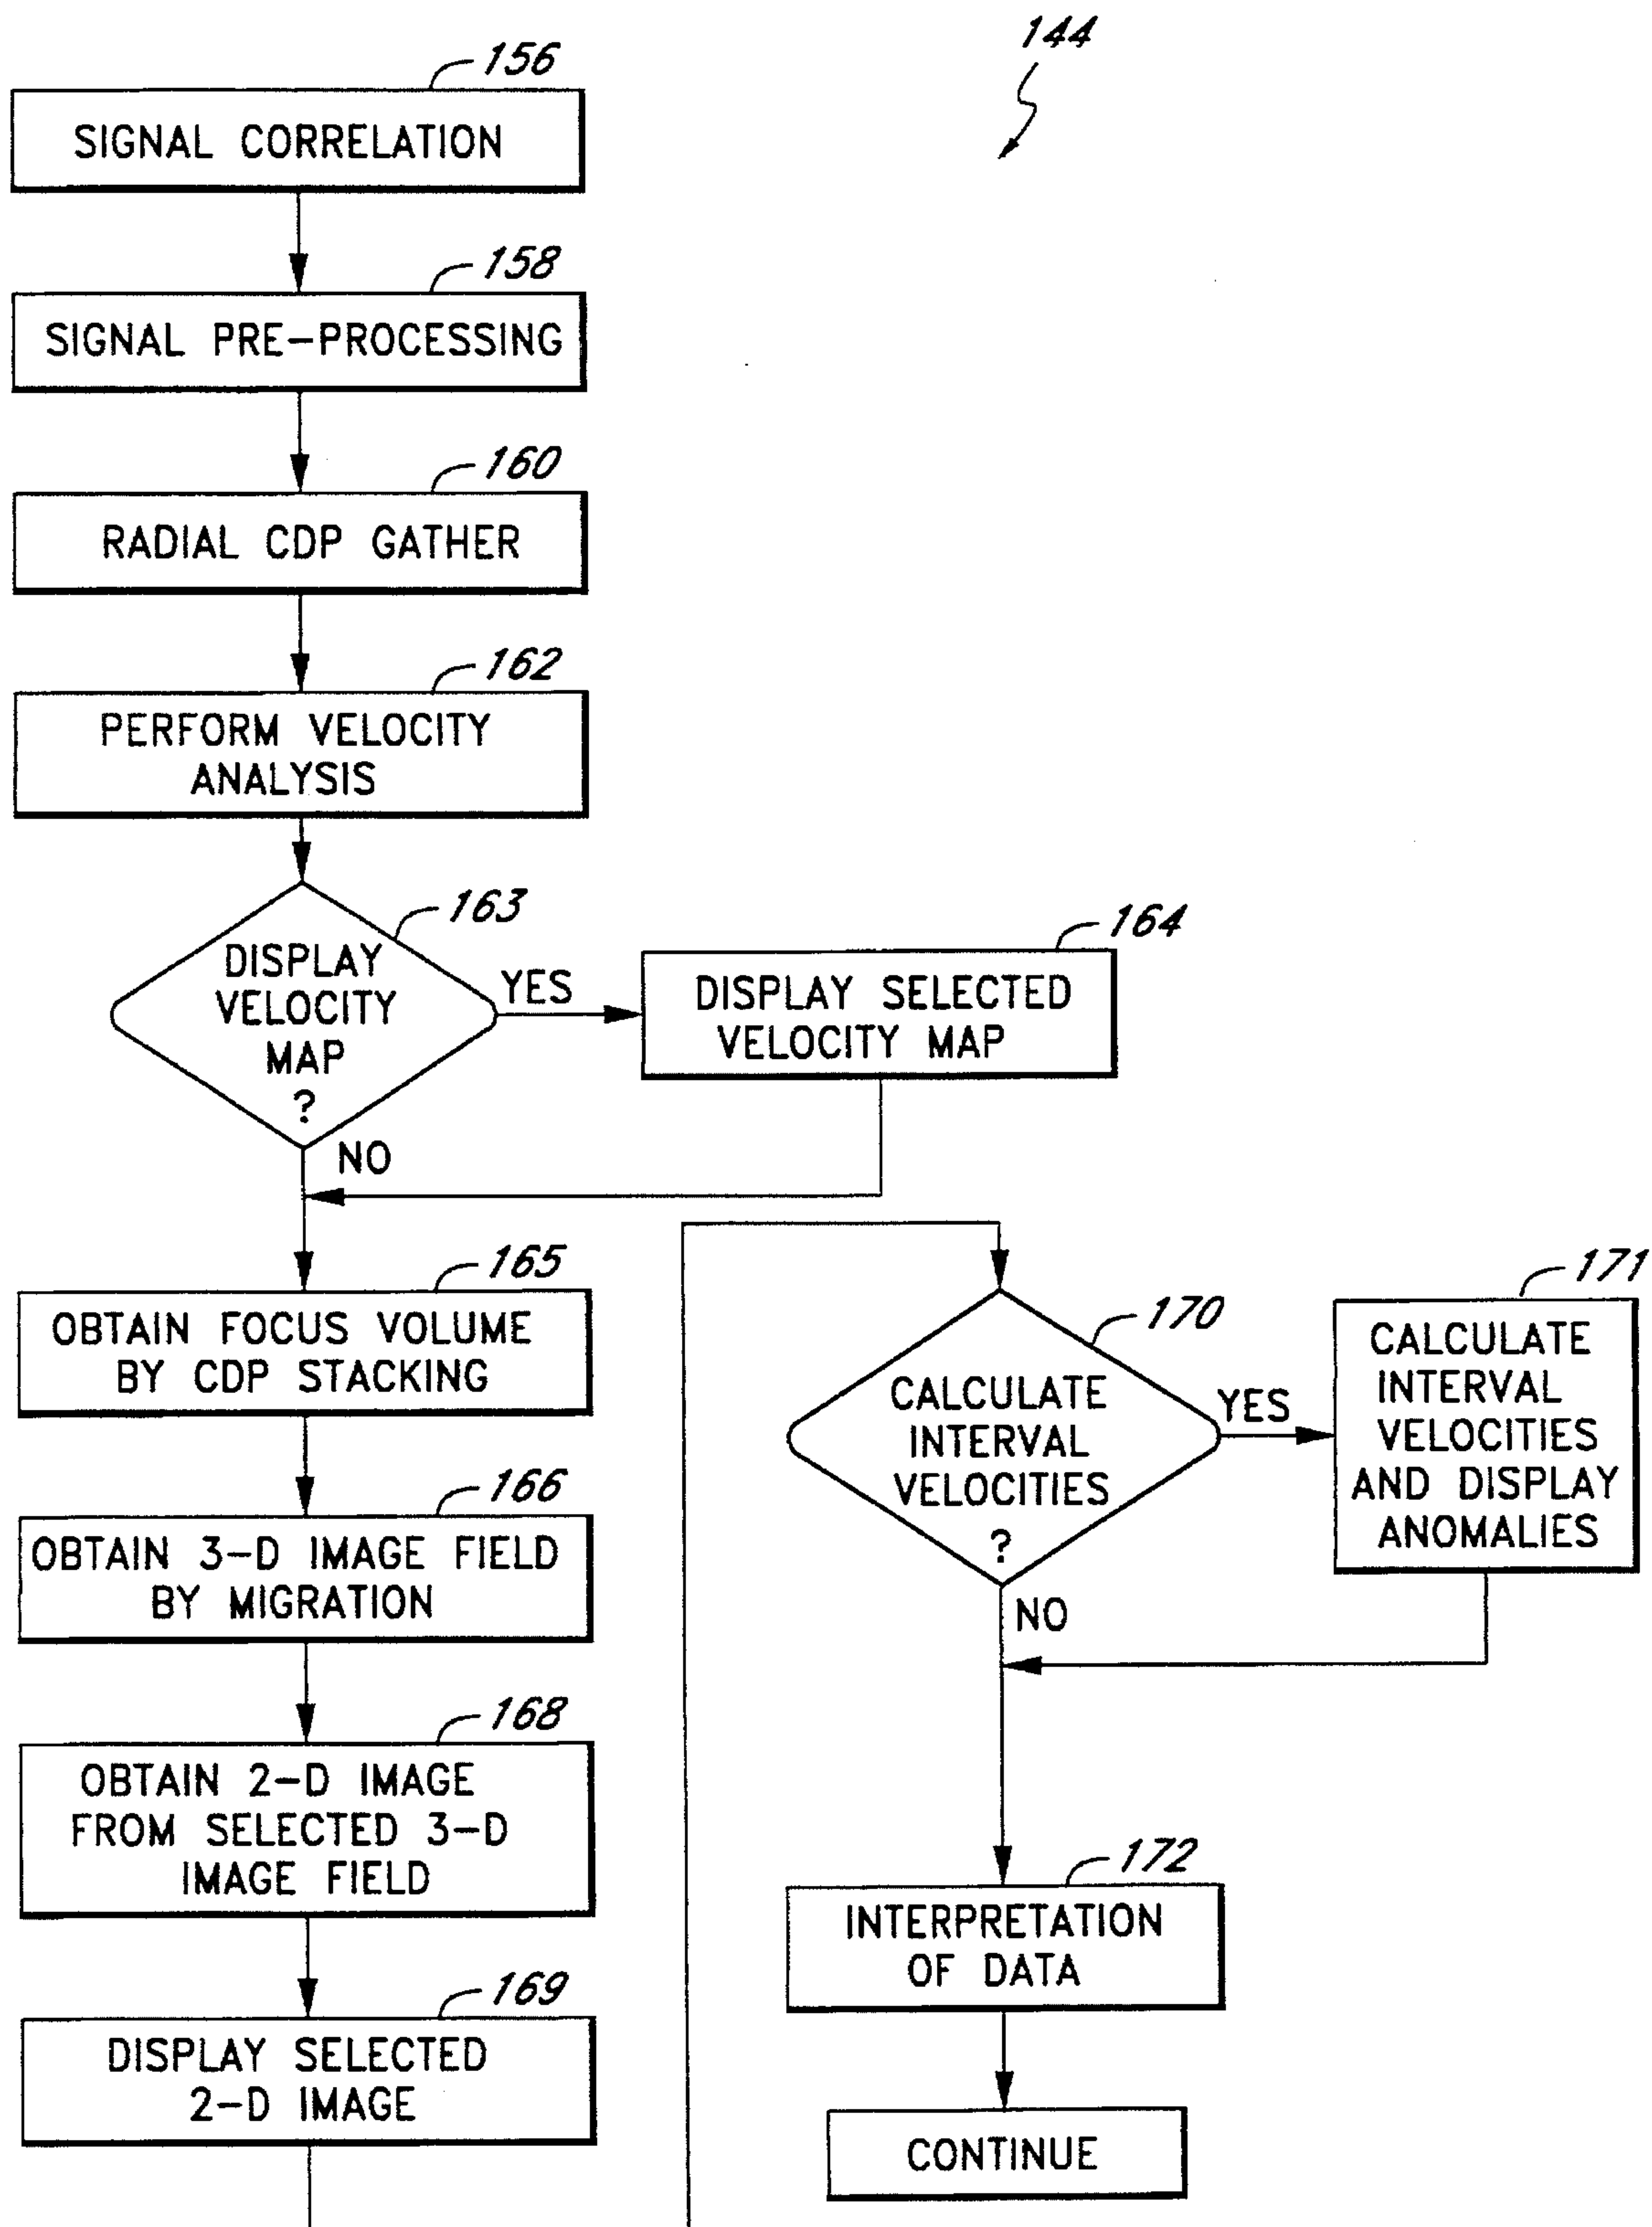 144
156
SIGNAL CORRELATION
158
SIGNAL PRE-PROCESSING
160
RADIAL CDP GATHER
162
PERFORM VELOCITY
ANALYSIS
163
DISPLAY
VELOCITY
MAP
?
YES
NO
164
DISPLAY SELECTED
VELOCITY MAP
165
OBTAIN FOCUS VOLUME
BY CDP STACKING
166
OBTAIN 3-D IMAGE FIELD
BY MIGRATION
168
OBTAIN 2-D IMAGE
FROM SELECTED 3-D
IMAGE FIELD
169
DISPLAY SELECTED
2-D IMAGE
170
CALCULATE
INTERVAL
VELOCITIES
?
YES
NO
171
CALCULATE
INTERVAL
VELOCITIES
AND DISPLAY
ANOMALIES
172
INTERPRETATION
OF DATA
CONTINUE